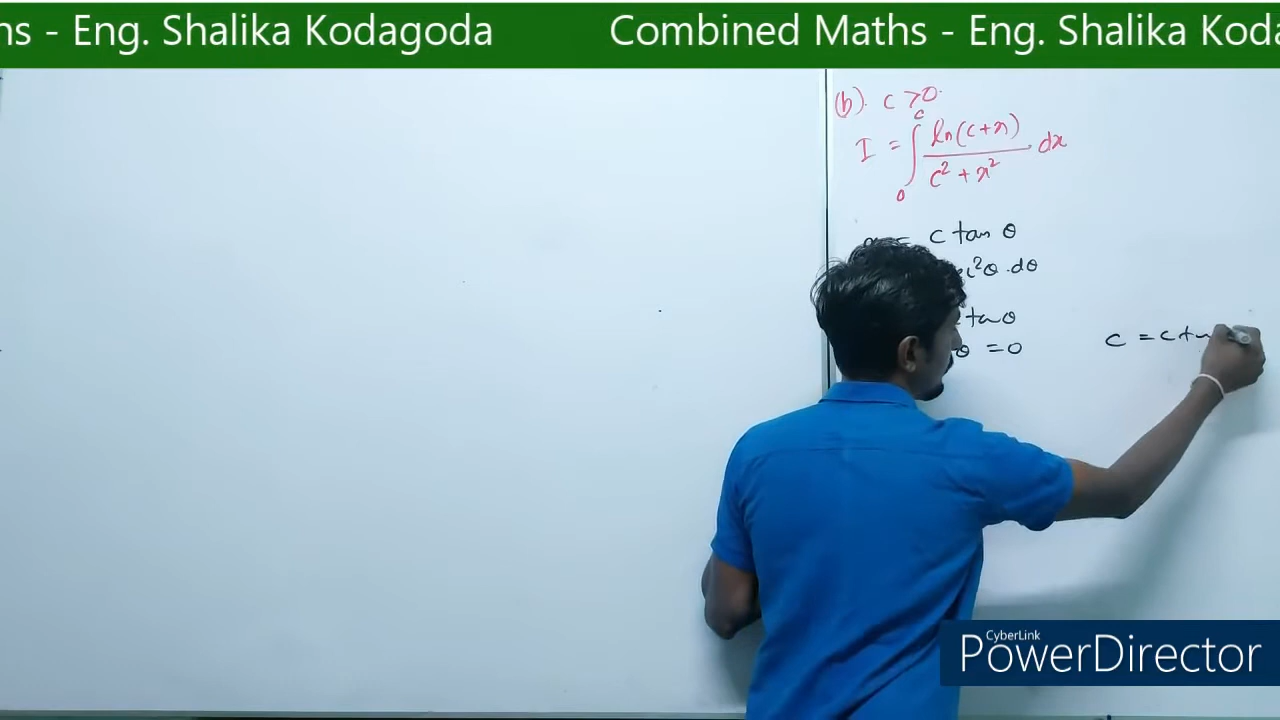 ns - Eng. Shalika Kodagoda Combined Maths - Eng. Shalika Koda
(b). c > 0.
I = ∫₀ᶜ ln(c+x) / c² + x² dx
= c tan θ
²θ .dθ
tan θ
θ = 0
c = c
CyberLink
PowerDirector